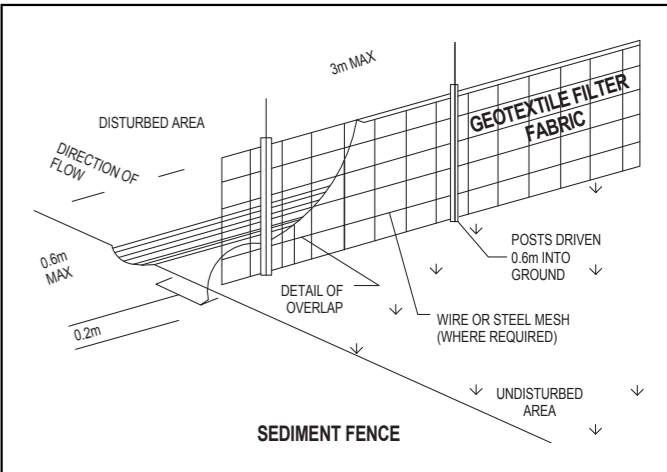 3m MAX
DISTURBED AREA
GEOTEXTILE FILTER
FABRIC
DIRECTION OF
FLOW
0.6m
MAX
POSTS DRIVEN
0.6m INTO
GROUND
DETAIL OF
OVERLAP
WIRE OR STEEL MESH
(WHERE REQUIRED)
0.2m
UNDISTURBED
AREA
SEDIMENT FENCE